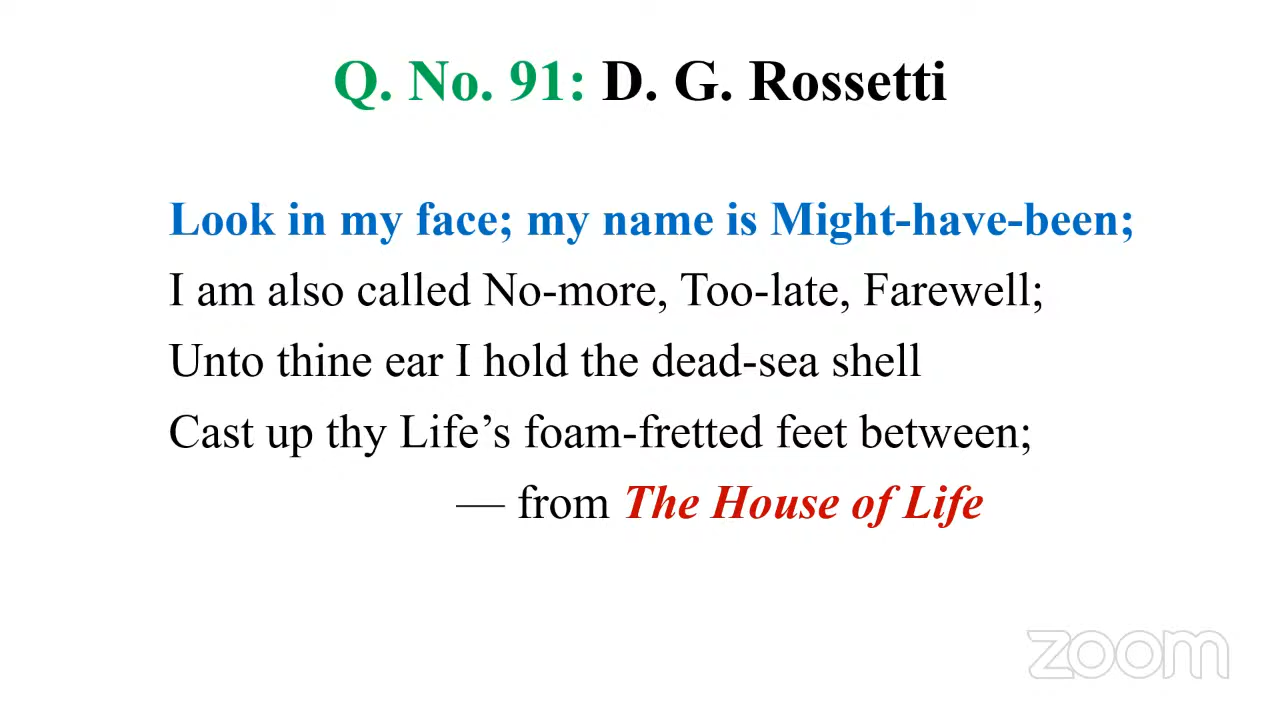 Q. No. 91: D. G. Rossetti
Look in my face; my name is Might-have-been;
I am also called No-more, Too-late, Farewell;
Unto thine ear I hold the dead-sea shell
Cast up thy Life’s foam-fretted feet between;
— from The House of Life
zoom